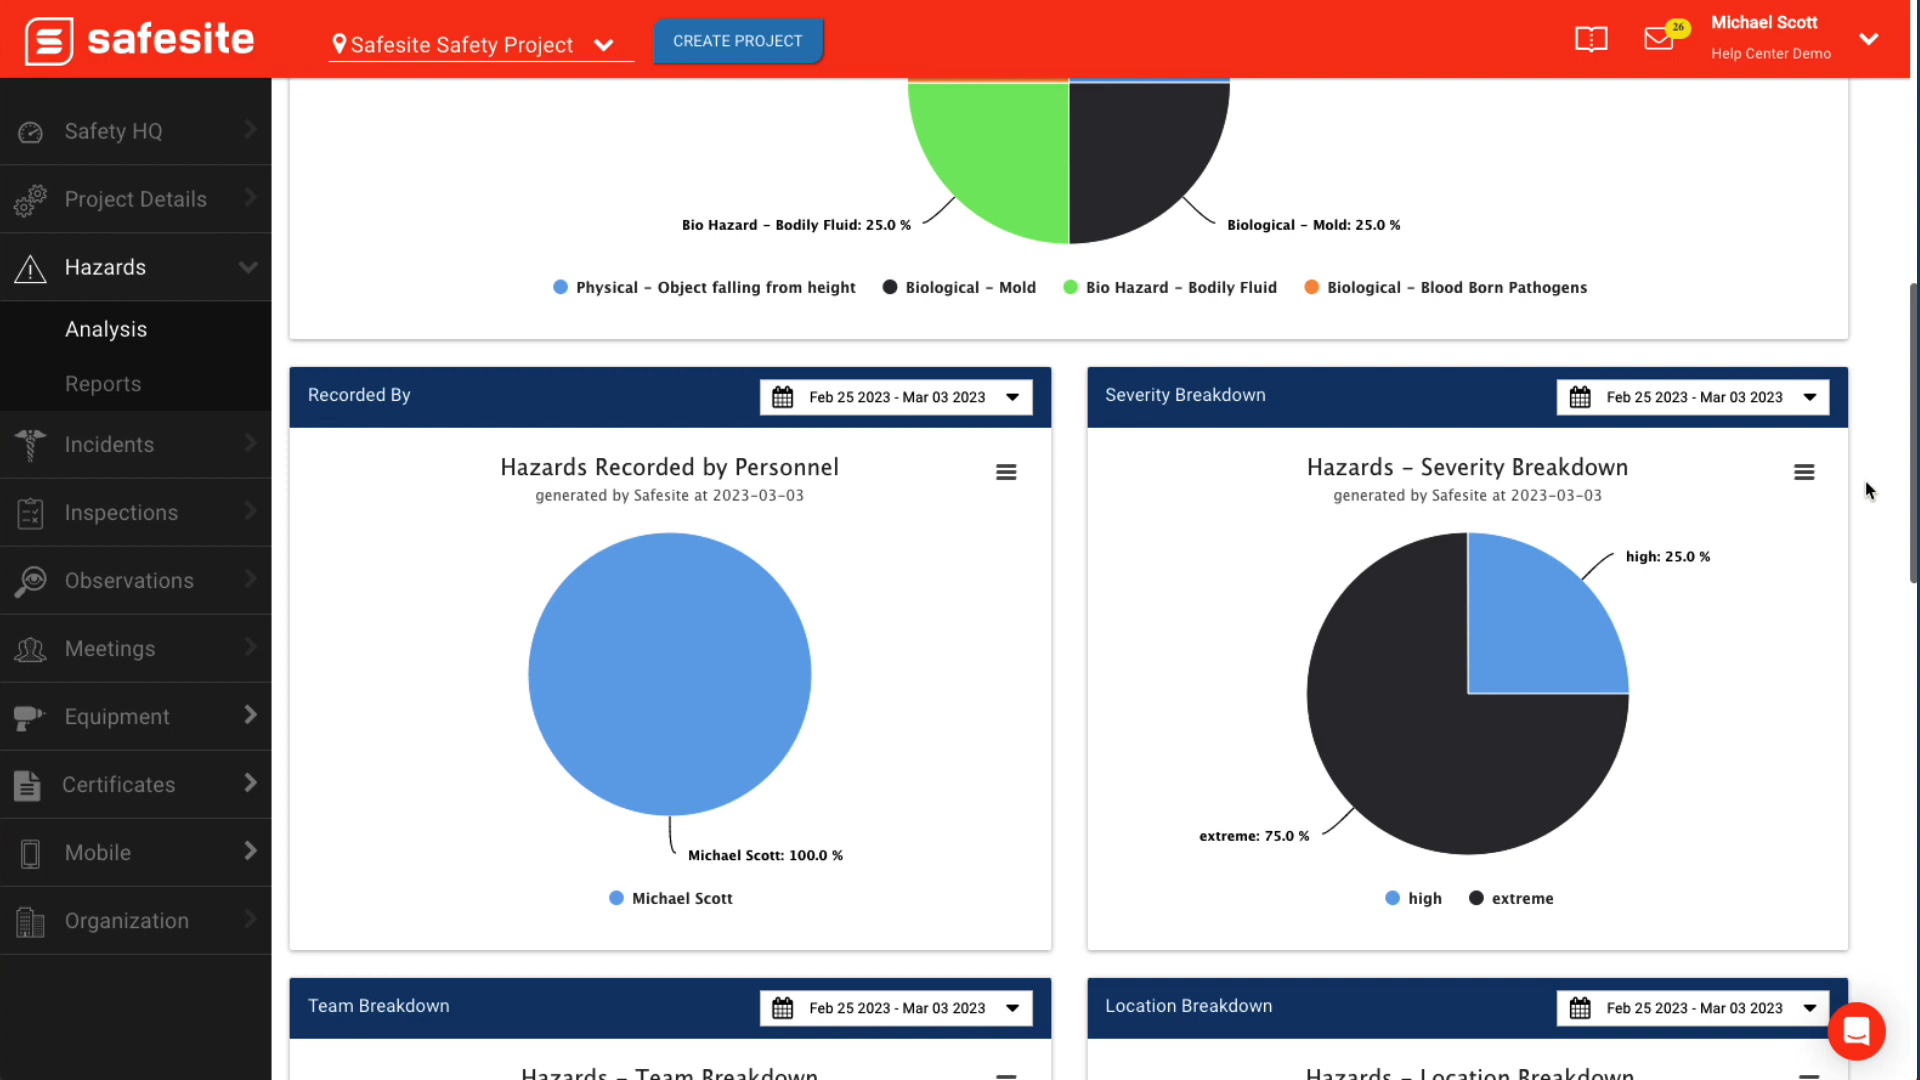 safesite
Safesite Safety Project
CREATE PROJECT
26
Michael Scott
Help Center Demo
Safety HQ
Project Details
Hazards
Analysis
Reports
Incidents
Inspections
Observations
Meetings
Equipment
Certificates
Mobile
Organization
Bio Hazard - Bodily Fluid: 25.0 %
Biological - Mold: 25.0 %
Physical - Object falling from height
Biological - Mold
Bio Hazard - Bodily Fluid
Biological - Blood Born Pathogens
Recorded By
Feb 25 2023 - Mar 03 2023
Hazards Recorded by Personnel
generated by Safesite at 2023-03-03
Michael Scott: 100.0 %
Michael Scott
Severity Breakdown
Feb 25 2023 - Mar 03 2023
Hazards - Severity Breakdown
generated by Safesite at 2023-03-03
high: 25.0 %
extreme: 75.0 %
high
extreme
Team Breakdown
Feb 25 2023 - Mar 03 2023
Hazards - Team Breakdown
Location Breakdown
Feb 25 2023 - Mar 03 2023
Hazards - Location Breakdown